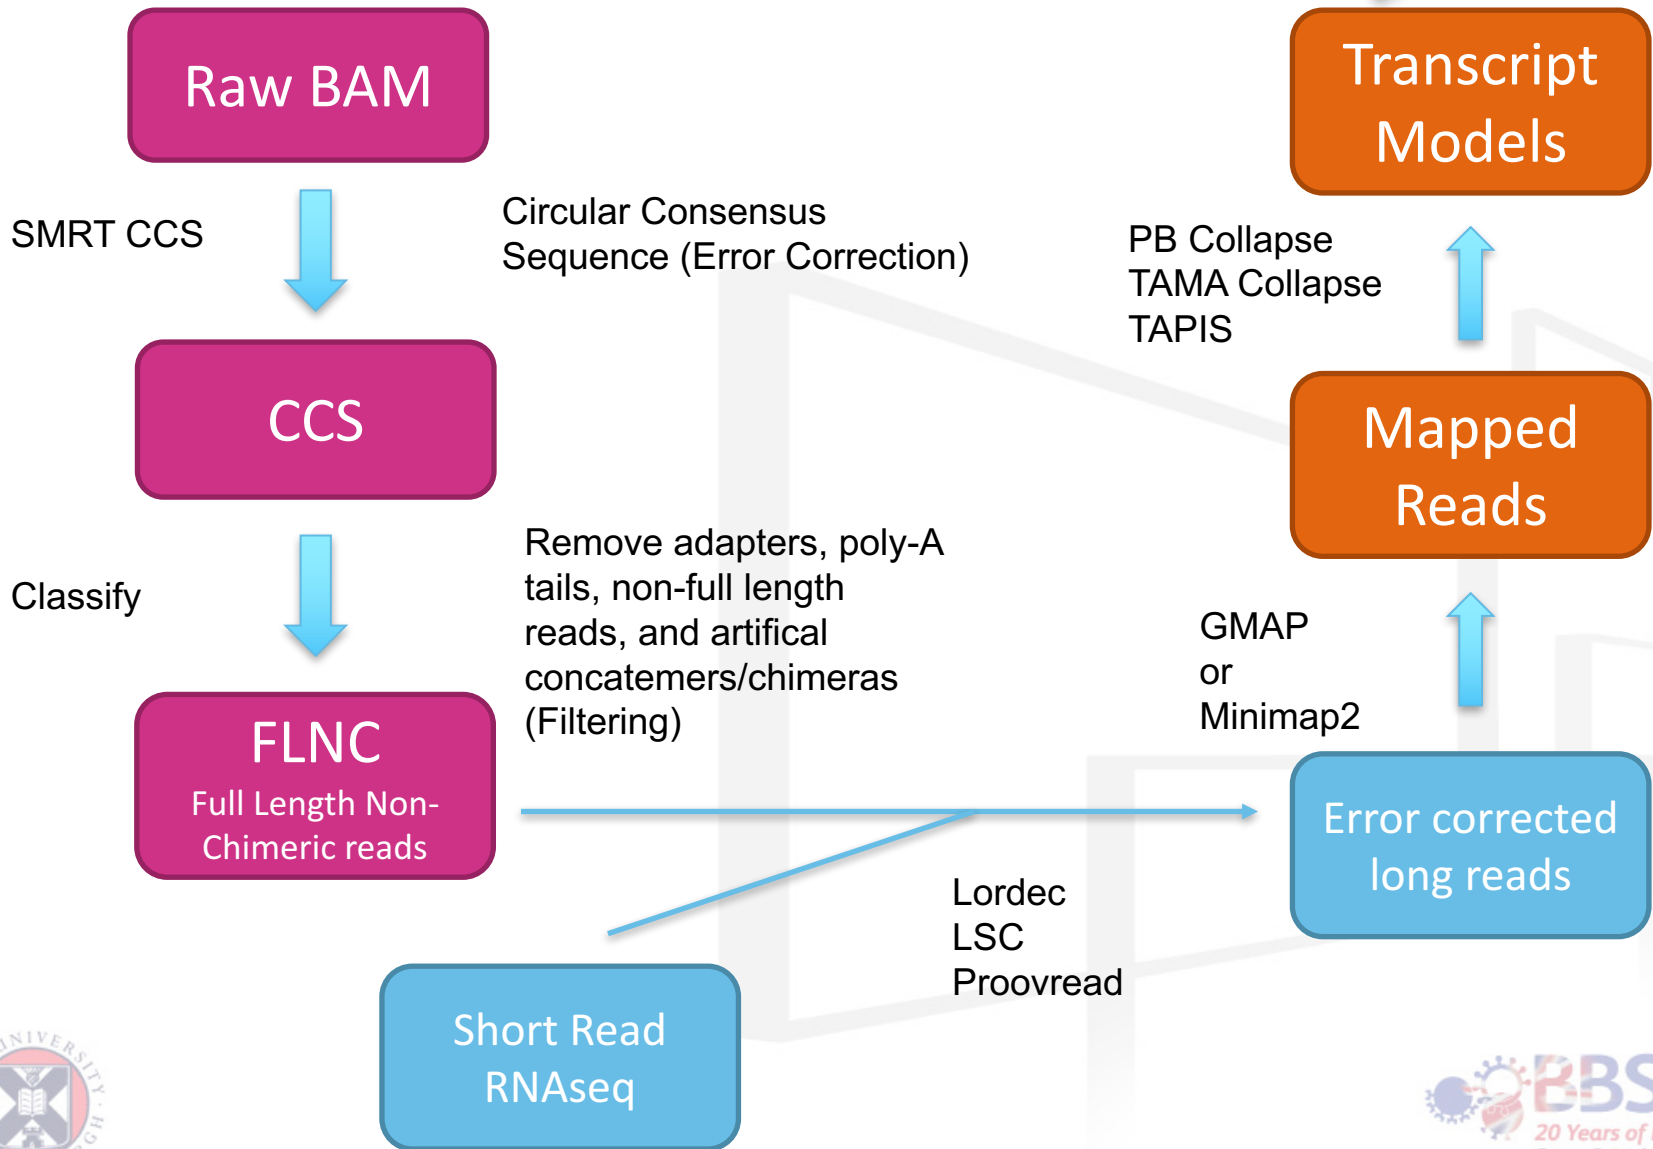 Raw BAM
SMRT CCS
Circular Consensus
Sequence (Error Correction)
CCS
Classify
Remove adapters, poly-A
tails, non-full length
reads, and artifical
concatemers/chimeras
(Filtering)
FLNC
Full Length Non-
Chimeric reads
Short Read
RNAseq
Lordec
LSC
Proovread
Error corrected
long reads
GMAP
or
Minimap2
Mapped
Reads
PB Collapse
TAMA Collapse
TAPIS
Transcript
Models
UNIVERSITY
BBS
20 Years of